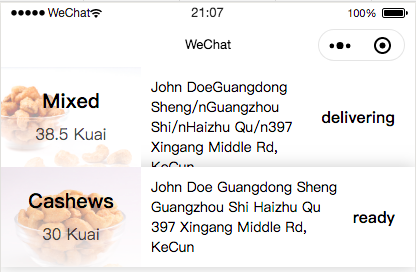 WeChat 21:07 100%
WeChat
Mixed
38.5 Kuai
John DoeGuangdong
Sheng/nGuangzhou
Shi/nHaizhu Qu/n397
Xingang Middle Rd,
KeCun
delivering
Cashews
30 Kuai
John Doe Guangdong Sheng
Guangzhou Shi Haizhu Qu
397 Xingang Middle Rd,
KeCun
ready